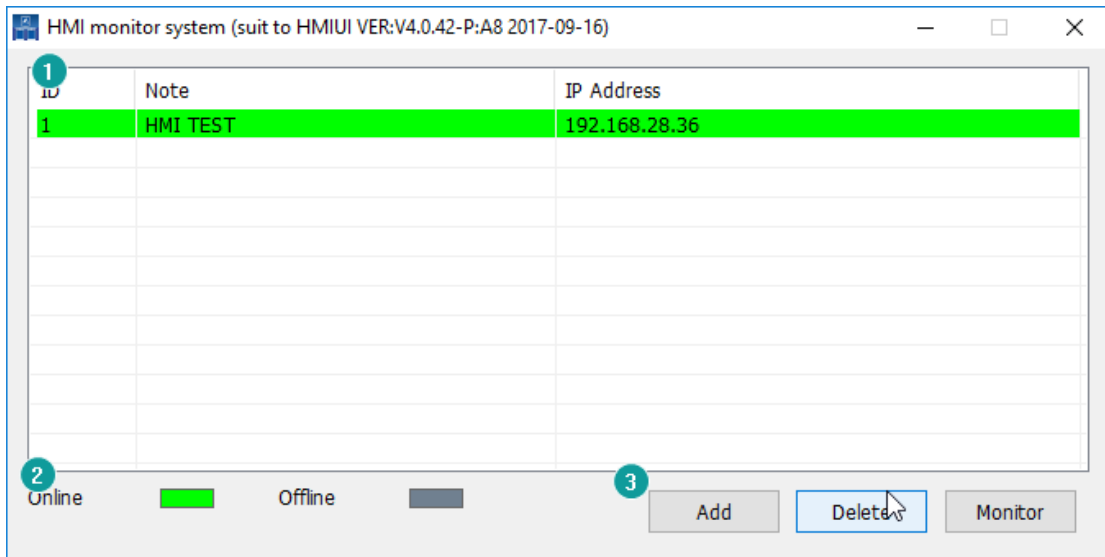 HMI monitor system (suit to HMIUI VER:V4.0.42-P:A8 2017-09-16)
1
ID Note IP Address
1 HMI TEST 192.168.28.36
2
Online Offline
3
Add Delete Monitor